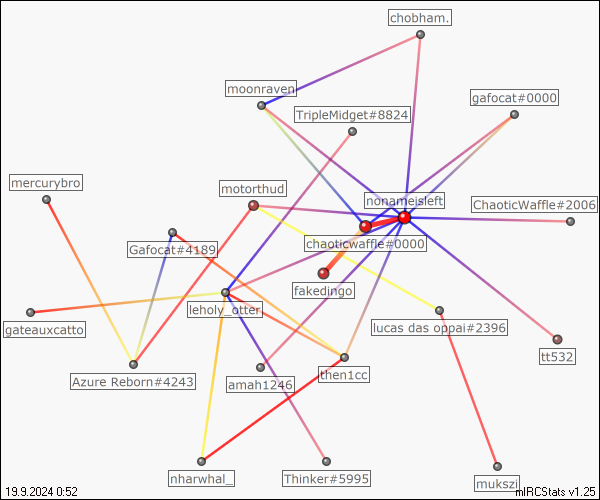 chobham.
moonraven
gafocat#0000
TripleMidget#8824
mercurybro
motorthud
nonameisleft
ChaoticWaffle#2006
chaoticwaffle#0000
Gafocat#4189
fakedingo
leholy_otter
gateauxcatto
lucas das oppai#2396
tt532
Azure Reborn#4243
amah1246
then1cc
nharwhal_
Thinker#5995
mukszi
19.9.2024 0:52
mIRCStats v1.25